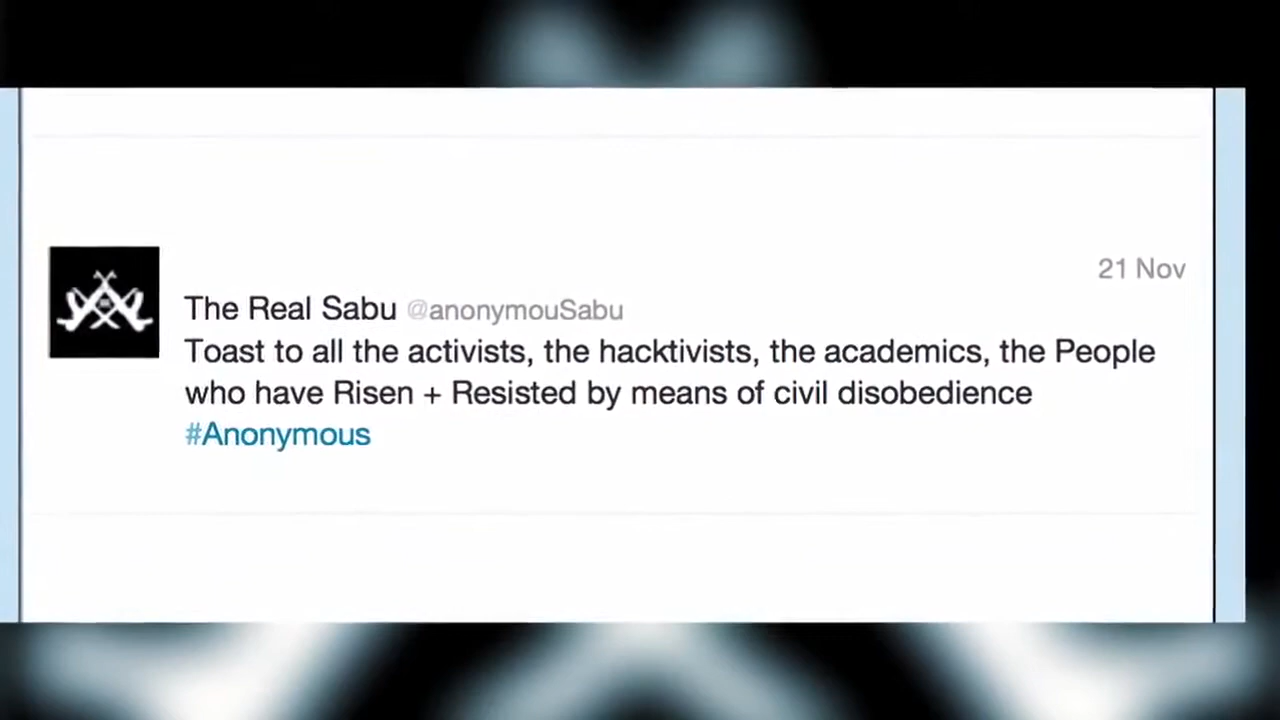 21 Nov
The Real Sabu @anonymouSabu
Toast to all the activists, the hacktivists, the academics, the People
who have Risen + Resisted by means of civil disobedience
#Anonymous